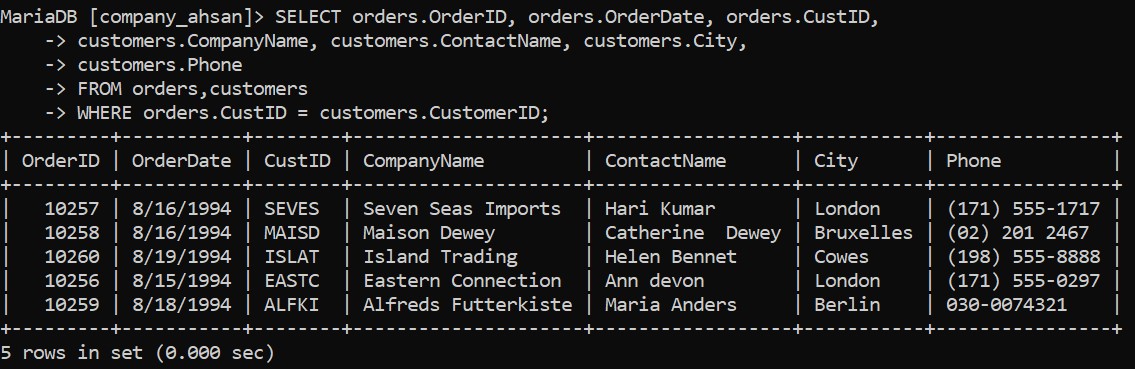 MariaDB [company_ahsan]> SELECT orders.OrderID, orders.OrderDate, orders.CustID,
    -> customers.CompanyName, customers.ContactName, customers.City,
    -> customers.Phone
    -> FROM orders,customers
    -> WHERE orders.CustID = customers.CustomerID;
+---------+-----------+--------+---------------------+-----------------+-----------+----------------+
| OrderID | OrderDate | CustID | CompanyName         | ContactName     | City      | Phone          |
+---------+-----------+--------+---------------------+-----------------+-----------+----------------+
|   10257 | 8/16/1994 | SEVES  | Seven Seas Imports  | Hari Kumar      | London    | (171) 555-1717 |
|   10258 | 8/16/1994 | MAISD  | Maison Dewey        | Catherine  Dewey | Bruxelles | (02) 201 2467  |
|   10260 | 8/19/1994 | ISLAT  | Island Trading      | Helen Bennet    | Cowes     | (198) 555-8888 |
|   10256 | 8/15/1994 | EASTC  | Eastern Connection  | Ann devon       | London    | (171) 555-0297 |
|   10259 | 8/18/1994 | ALFKI  | Alfreds Futterkiste | Maria Anders    | Berlin    | 030-0074321    |
+---------+-----------+--------+---------------------+-----------------+-----------+----------------+
5 rows in set (0.000 sec)